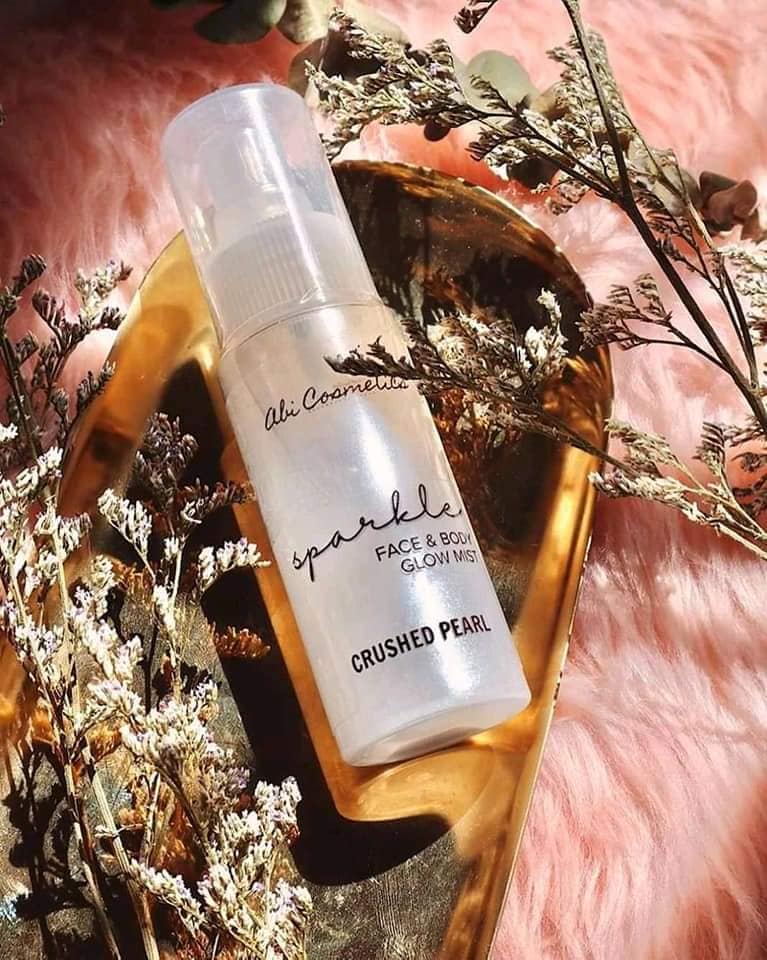 abi Cosmetics
sparkle
FACE & BODY
GLOW MIST
CRUSHED PEARL